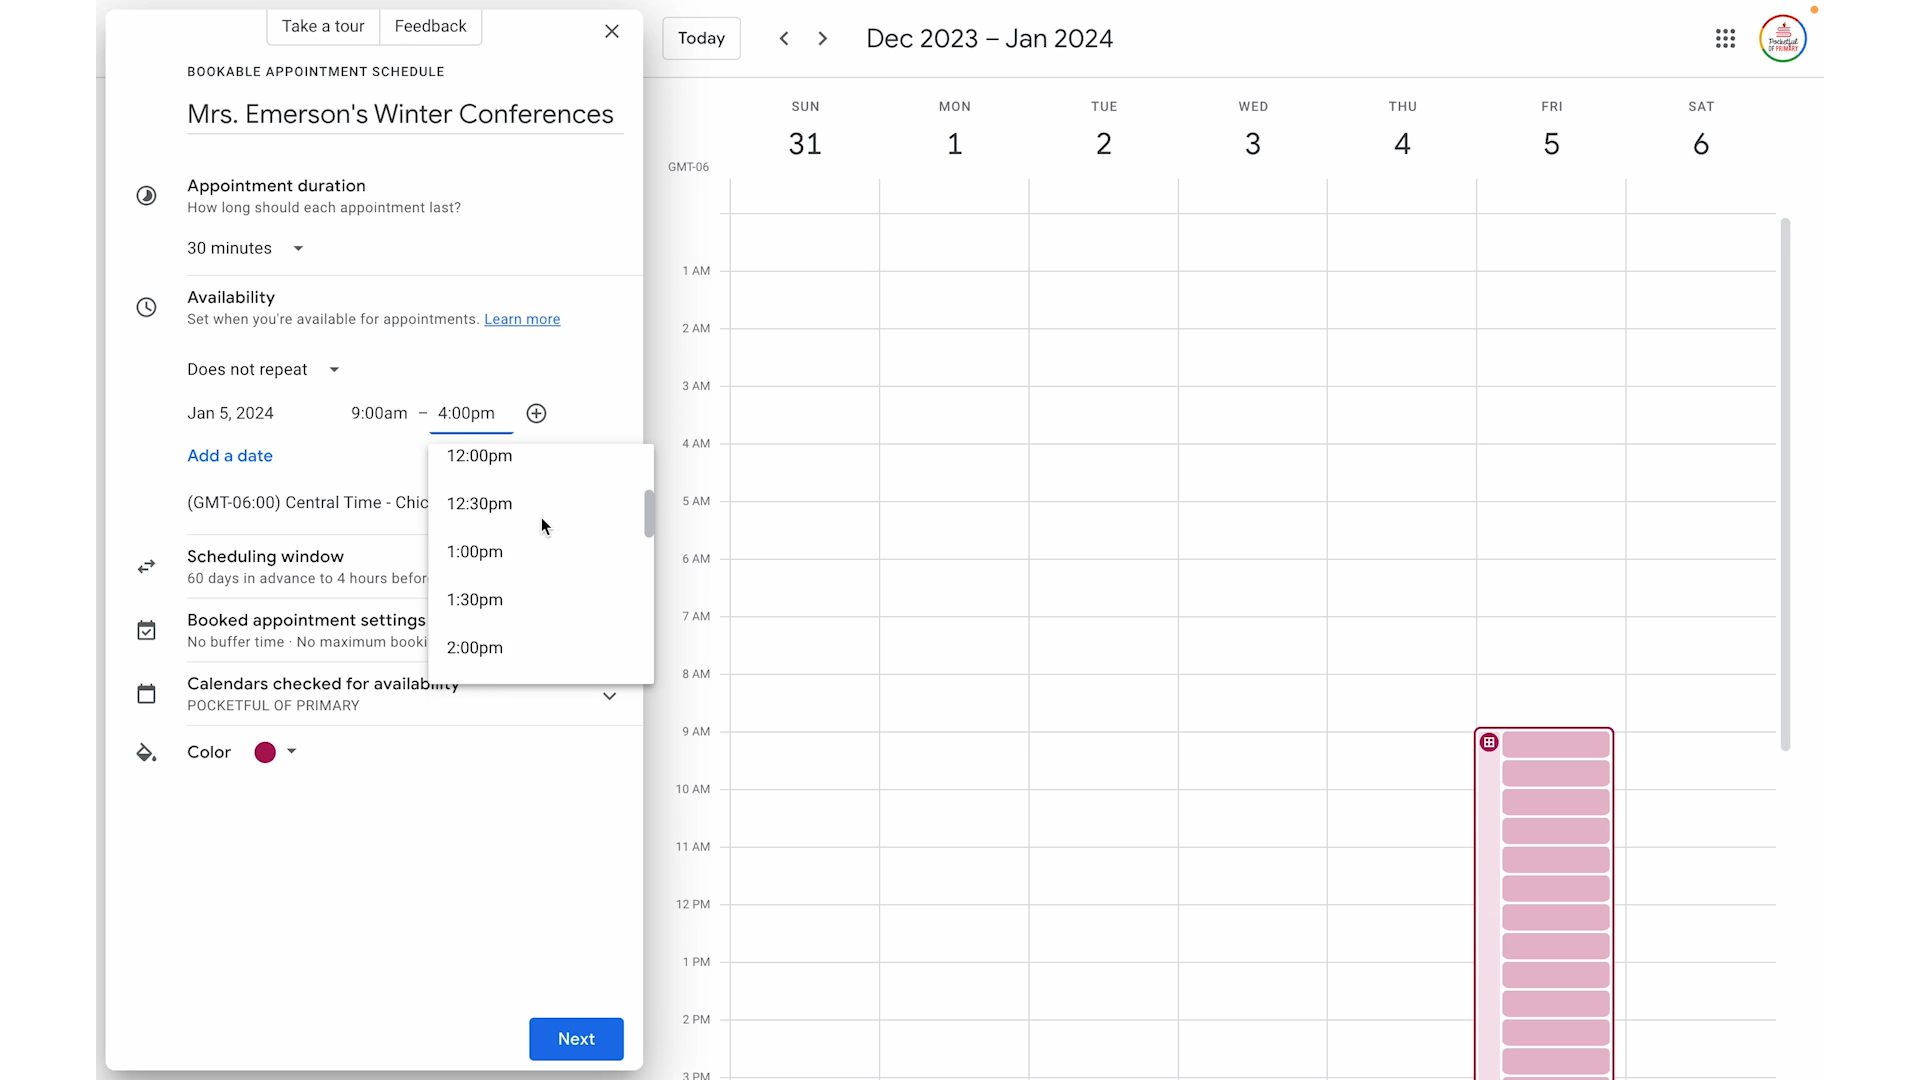 Take a tour
Feedback
BOOKABLE APPOINTMENT SCHEDULE
Mrs. Emerson's Winter Conferences
Appointment duration
How long should each appointment last?
30 minutes
Availability
Set when you're available for appointments. Learn more
Does not repeat
Jan 5, 2024 9:00am – 4:00pm
Add a date
(GMT-06:00) Central Time - Chic
12:00pm
12:30pm
1:00pm
1:30pm
2:00pm
Scheduling window
60 days in advance to 4 hours befor
Booked appointment settings
No buffer time · No maximum booki
Calendars checked for availability
POCKETFUL OF PRIMARY
Color
Next
Today
Dec 2023 – Jan 2024
Pocketful
OF PRIMARY
SUN MON TUE WED THU FRI SAT
31 1 2 3 4 5 6
GMT-06
1 AM
2 AM
3 AM
4 AM
5 AM
6 AM
7 AM
8 AM
9 AM
10 AM
11 AM
12 PM
1 PM
2 PM
3 PM